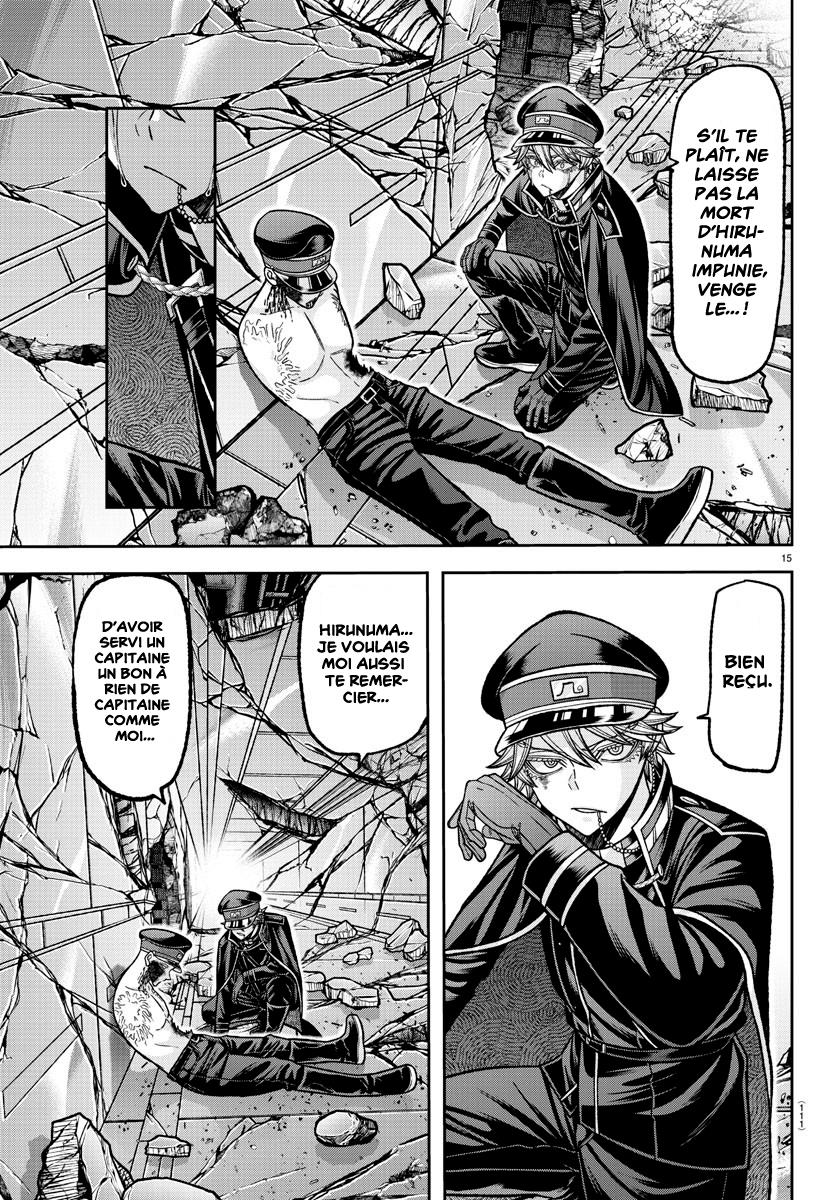 S'IL TE
PLAÎT, NE
LAISSE
PAS LA
MORT
D'HIRU-
NUMA
IMPUNIE,
VENGE
LE... !
15
BIEN
REÇU.
HIRUNUMA...
JE VOULAIS
MOI AUSSI
TE REMER-
CIER...
D'AVOIR
SERVI UN
CAPITAINE
UN BON À
RIEN DE
CAPITAINE
COMME
MOI...
九
(111)